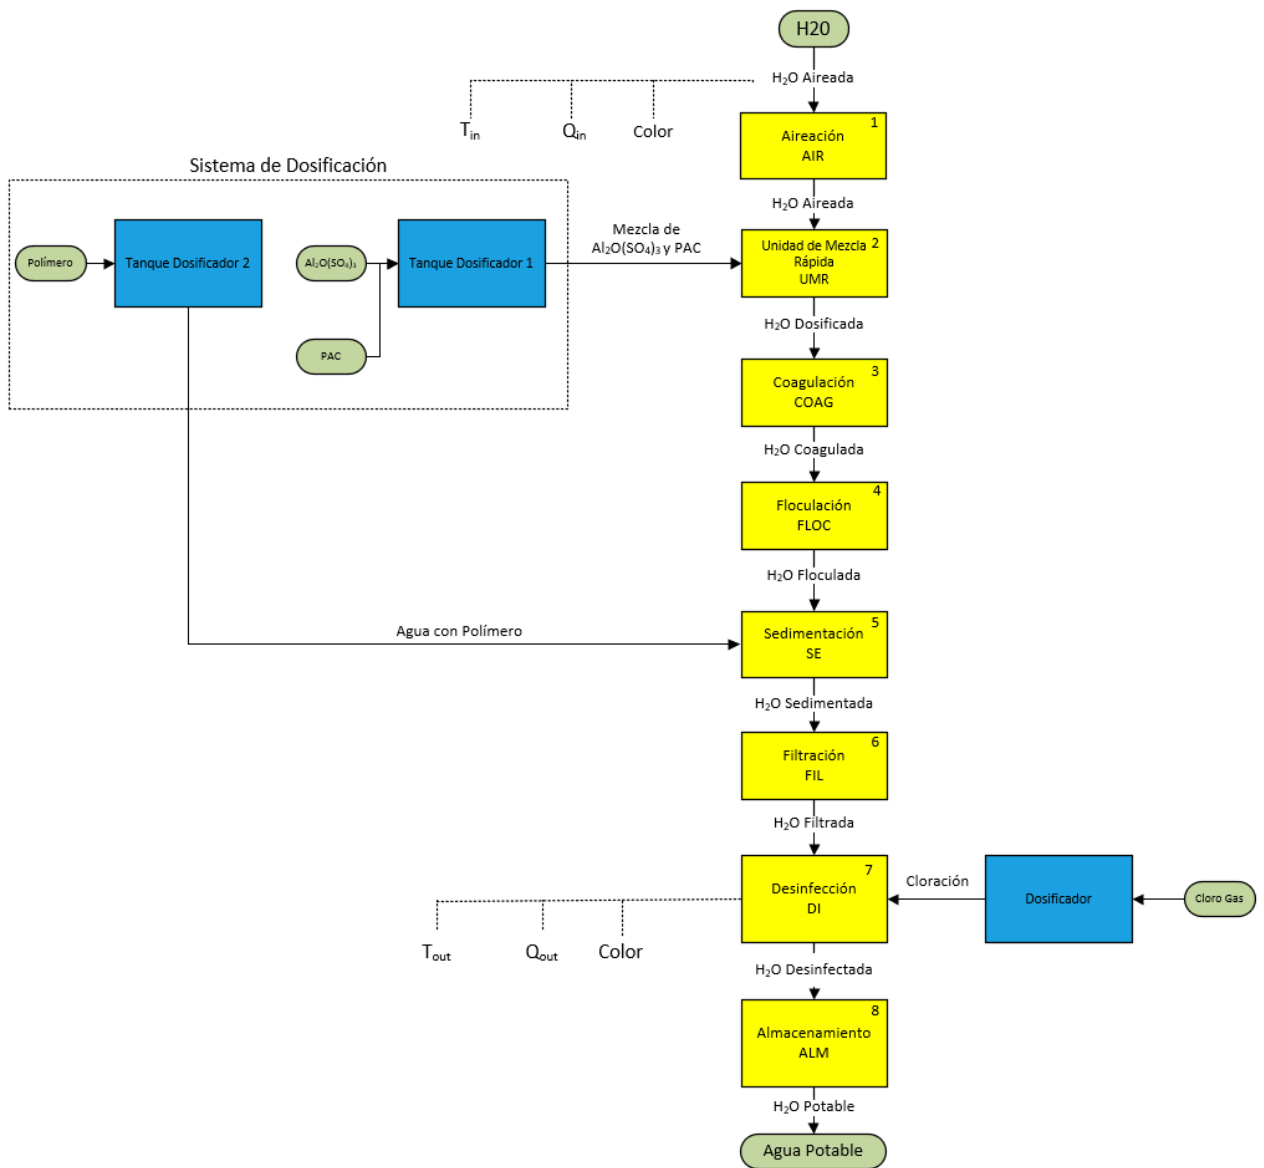 H20
H₂O Aireada
T_in
Q_in
Color
1
Aireación
AIR
Sistema de Dosificación
H₂O Aireada
Polímero
Tanque Dosificador 2
Al₂O(SO₄)₃
Tanque Dosificador 1
PAC
Mezcla de
Al₂O(SO₄)₃ y PAC
2
Unidad de Mezcla
Rápida
UMR
H₂O Dosificada
3
Coagulación
COAG
H₂O Coagulada
4
Floculación
FLOC
H₂O Floculada
Agua con Polímero
5
Sedimentación
SE
H₂O Sedimentada
6
Filtración
FIL
H₂O Filtrada
7
Desinfección
DI
Cloración
Dosificador
Cloro Gas
T_out
Q_out
Color
H₂O Desinfectada
8
Almacenamiento
ALM
H₂O Potable
Agua Potable